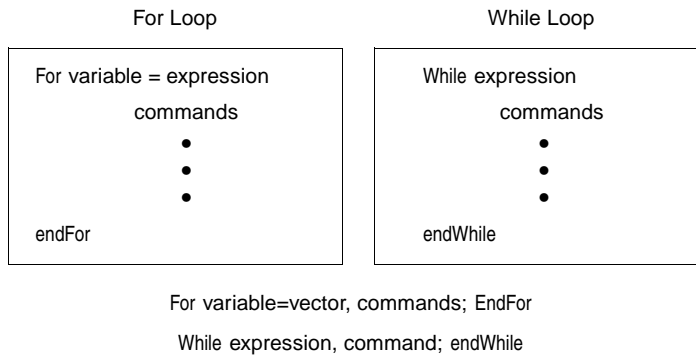 For Loop
For variable = expression
commands
•
•
•
endFor
While Loop
While expression
commands
•
•
•
endWhile
For variable=vector, commands; EndFor
While expression, command; endWhile